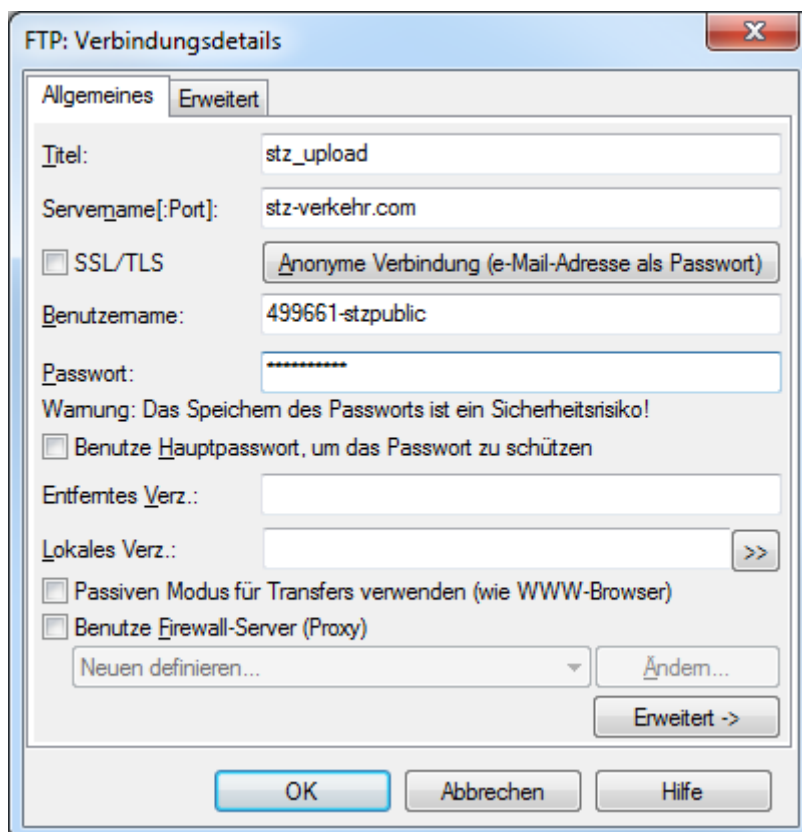 FTP: Verbindungsdetails
Allgemeines Erweitert
Titel: stz_upload
Servername[:Port]: stz-verkehr.com
SSL/TLS Anonyme Verbindung (e-Mail-Adresse als Passwort)
Benutzername: 499661-stzpublic
Passwort: **********
Warnung: Das Speichern des Passworts ist ein Sicherheitsrisiko!
Benutze Hauptpasswort, um das Passwort zu schützen
Entferntes Verz.:
Lokales Verz.: >>
Passiven Modus für Transfers verwenden (wie WWW-Browser)
Benutze Firewall-Server (Proxy)
Neuen definieren... Ändern...
Erweitert ->
OK Abbrechen Hilfe